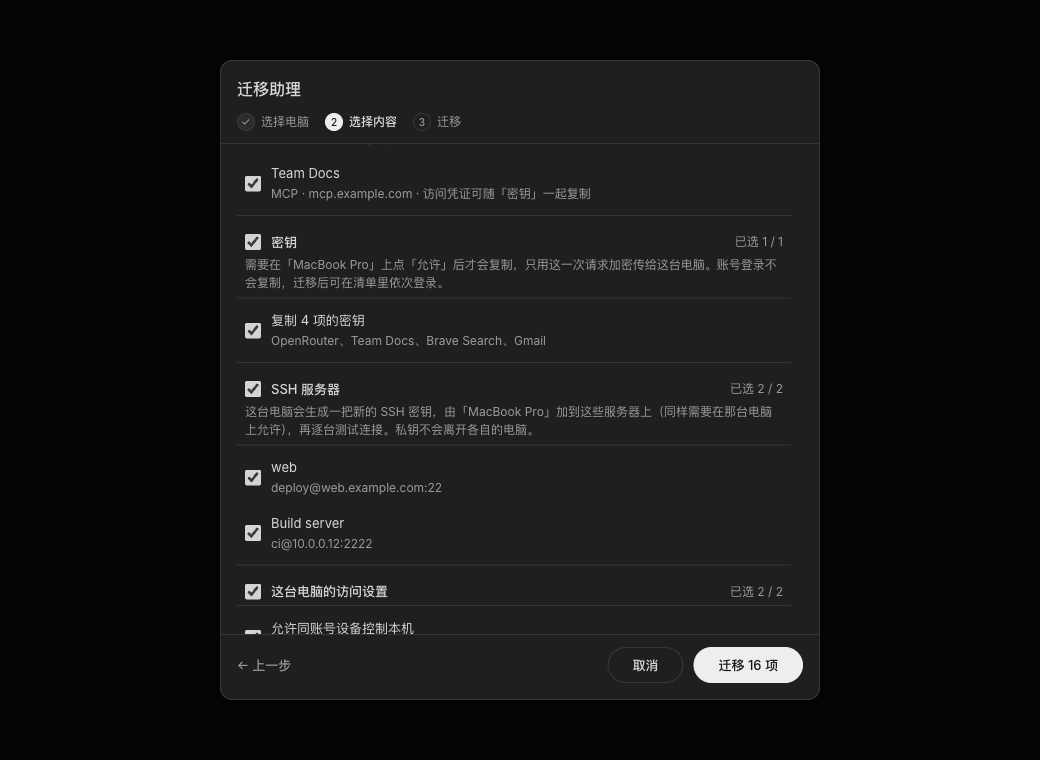 迁移助理
选择电脑 2 选择内容 3 迁移
Team Docs
MCP · mcp.example.com · 访问凭证可随「密钥」一起复制
密钥 已选 1 / 1
需要在「MacBook Pro」上点「允许」后才会复制，只用这一次请求加密传给这台电脑。账号登录不
会复制，迁移后可在清单里依次登录。
复制 4 项的密钥
OpenRouter、Team Docs、Brave Search、Gmail
SSH 服务器 已选 2 / 2
这台电脑会生成一把新的 SSH 密钥，由「MacBook Pro」加到这些服务器上（同样需要在那台电脑
上允许），再逐台测试连接。私钥不会离开各自的电脑。
web
deploy@web.example.com:22
Build server
ci@10.0.0.12:2222
这台电脑的访问设置 已选 2 / 2
允许同账号设备控制本机
← 上一步 取消 迁移 16 项